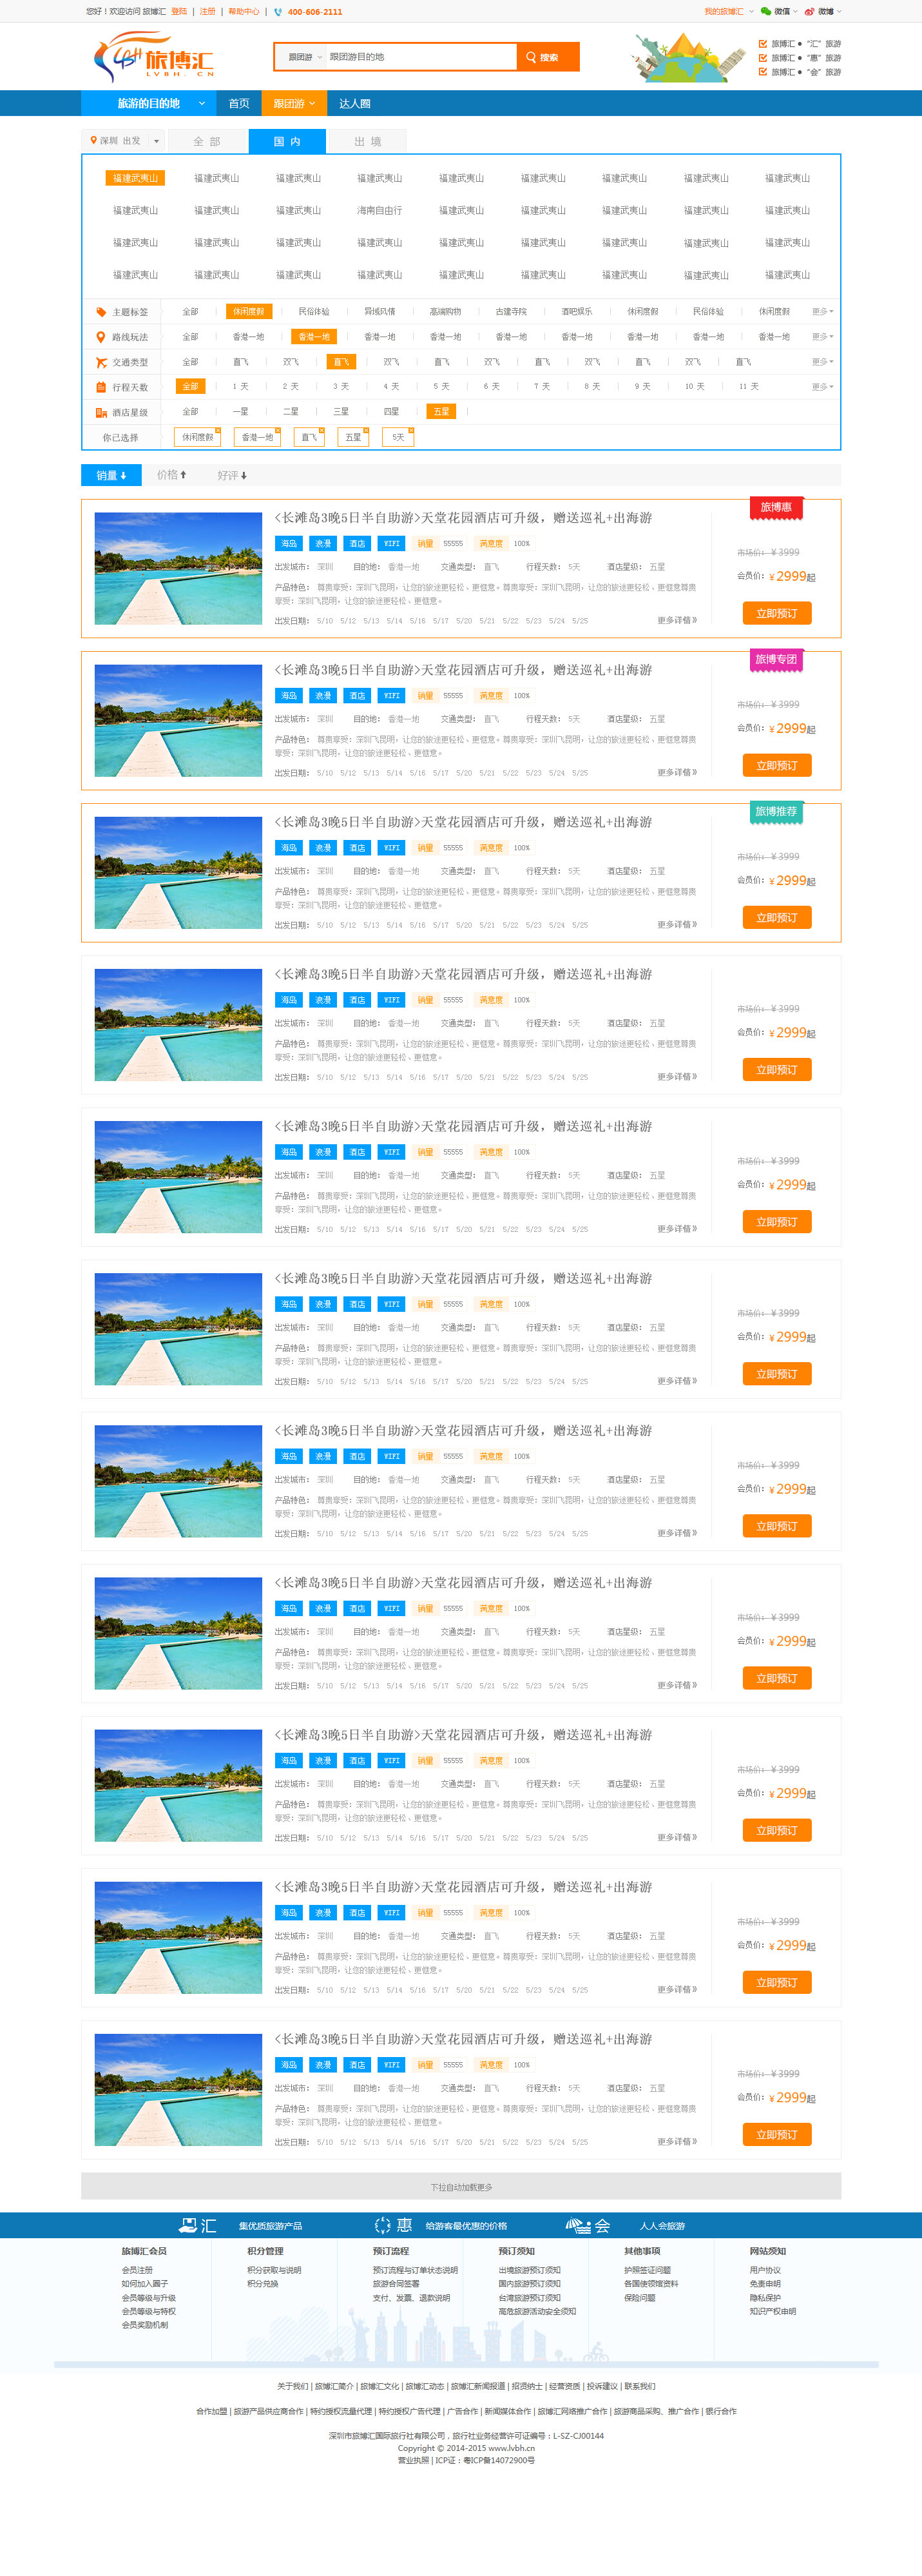 您好！欢迎访问 旅博汇 登陆 | 注册 | 帮助中心 | 400-606-2111 我的旅博汇 微信 微博
旅博汇 LVBH.CN 跟团游 跟团游目的地 搜索
旅博汇 ● “汇” 旅游
旅博汇 ● “惠” 旅游
旅博汇 ● “会” 旅游
旅游的目的地 首页 跟团游 达人圈
深圳 出发 全 部 国 内 出 境
福建武夷山 福建武夷山 福建武夷山 福建武夷山 福建武夷山 福建武夷山 福建武夷山 福建武夷山 福建武夷山
福建武夷山 福建武夷山 福建武夷山 海南自由行 福建武夷山 福建武夷山 福建武夷山 福建武夷山 福建武夷山
福建武夷山 福建武夷山 福建武夷山 福建武夷山 福建武夷山 福建武夷山 福建武夷山 福建武夷山 福建武夷山
福建武夷山 福建武夷山 福建武夷山 福建武夷山 福建武夷山 福建武夷山 福建武夷山 福建武夷山 福建武夷山
主题标签 全部 休闲度假 民俗体验 异域风情 高端购物 古建寺院 酒吧娱乐 休闲度假 民俗体验 休闲度假 更多
路线玩法 全部 香港一地 香港一地 香港一地 香港一地 香港一地 香港一地 香港一地 香港一地 香港一地 更多
交通类型 全部 直飞 双飞 直飞 双飞 直飞 双飞 直飞 双飞 直飞 双飞 直飞 更多
行程天数 全部 1 天 2 天 3 天 4 天 5 天 6 天 7 天 8 天 9 天 10 天 11 天 更多
酒店星级 全部 一星 二星 三星 四星 五星
你已选择 休闲度假 香港一地 直飞 五星 5天
销量 价格 好评
<长滩岛3晚5日半自助游>天堂花园酒店可升级，赠送巡礼+出海游 旅博惠
海岛 浪漫 酒店 WIFI 销量 55555 满意度 100% 市场价：¥3999
出发城市： 深圳 目的地： 香港一地 交通类型： 直飞 行程天数： 5天 酒店星级： 五星 会员价：¥2999起
产品特色： 尊贵享受：深圳飞昆明，让您的旅途更轻松、更惬意。尊贵享受：深圳飞昆明，让您的旅途更轻松、更惬意尊贵
享受：深圳飞昆明，让您的旅途更轻松、更惬意。 立即预订
出发日期： 5/10 5/12 5/13 5/14 5/16 5/17 5/20 5/21 5/22 5/23 5/24 5/25 更多详情》
<长滩岛3晚5日半自助游>天堂花园酒店可升级，赠送巡礼+出海游 旅博专团
海岛 浪漫 酒店 WIFI 销量 55555 满意度 100% 市场价：¥3999
出发城市： 深圳 目的地： 香港一地 交通类型： 直飞 行程天数： 5天 酒店星级： 五星 会员价：¥2999起
产品特色： 尊贵享受：深圳飞昆明，让您的旅途更轻松、更惬意。尊贵享受：深圳飞昆明，让您的旅途更轻松、更惬意尊贵
享受：深圳飞昆明，让您的旅途更轻松、更惬意。 立即预订
出发日期： 5/10 5/12 5/13 5/14 5/16 5/17 5/20 5/21 5/22 5/23 5/24 5/25 更多详情》
<长滩岛3晚5日半自助游>天堂花园酒店可升级，赠送巡礼+出海游 旅博推荐
海岛 浪漫 酒店 WIFI 销量 55555 满意度 100% 市场价：¥3999
出发城市： 深圳 目的地： 香港一地 交通类型： 直飞 行程天数： 5天 酒店星级： 五星 会员价：¥2999起
产品特色： 尊贵享受：深圳飞昆明，让您的旅途更轻松、更惬意。尊贵享受：深圳飞昆明，让您的旅途更轻松、更惬意尊贵
享受：深圳飞昆明，让您的旅途更轻松、更惬意。 立即预订
出发日期： 5/10 5/12 5/13 5/14 5/16 5/17 5/20 5/21 5/22 5/23 5/24 5/25 更多详情》
<长滩岛3晚5日半自助游>天堂花园酒店可升级，赠送巡礼+出海游
海岛 浪漫 酒店 WIFI 销量 55555 满意度 100% 市场价：¥3999
出发城市： 深圳 目的地： 香港一地 交通类型： 直飞 行程天数： 5天 酒店星级： 五星 会员价：¥2999起
产品特色： 尊贵享受：深圳飞昆明，让您的旅途更轻松、更惬意。尊贵享受：深圳飞昆明，让您的旅途更轻松、更惬意尊贵
享受：深圳飞昆明，让您的旅途更轻松、更惬意。 立即预订
出发日期： 5/10 5/12 5/13 5/14 5/16 5/17 5/20 5/21 5/22 5/23 5/24 5/25 更多详情》
<长滩岛3晚5日半自助游>天堂花园酒店可升级，赠送巡礼+出海游
海岛 浪漫 酒店 WIFI 销量 55555 满意度 100% 市场价：¥3999
出发城市： 深圳 目的地： 香港一地 交通类型： 直飞 行程天数： 5天 酒店星级： 五星 会员价：¥2999起
产品特色： 尊贵享受：深圳飞昆明，让您的旅途更轻松、更惬意。尊贵享受：深圳飞昆明，让您的旅途更轻松、更惬意尊贵
享受：深圳飞昆明，让您的旅途更轻松、更惬意。 立即预订
出发日期： 5/10 5/12 5/13 5/14 5/16 5/17 5/20 5/21 5/22 5/23 5/24 5/25 更多详情》
<长滩岛3晚5日半自助游>天堂花园酒店可升级，赠送巡礼+出海游
海岛 浪漫 酒店 WIFI 销量 55555 满意度 100% 市场价：¥3999
出发城市： 深圳 目的地： 香港一地 交通类型： 直飞 行程天数： 5天 酒店星级： 五星 会员价：¥2999起
产品特色： 尊贵享受：深圳飞昆明，让您的旅途更轻松、更惬意。尊贵享受：深圳飞昆明，让您的旅途更轻松、更惬意尊贵
享受：深圳飞昆明，让您的旅途更轻松、更惬意。 立即预订
出发日期： 5/10 5/12 5/13 5/14 5/16 5/17 5/20 5/21 5/22 5/23 5/24 5/25 更多详情》
<长滩岛3晚5日半自助游>天堂花园酒店可升级，赠送巡礼+出海游
海岛 浪漫 酒店 WIFI 销量 55555 满意度 100% 市场价：¥3999
出发城市： 深圳 目的地： 香港一地 交通类型： 直飞 行程天数： 5天 酒店星级： 五星 会员价：¥2999起
产品特色： 尊贵享受：深圳飞昆明，让您的旅途更轻松、更惬意。尊贵享受：深圳飞昆明，让您的旅途更轻松、更惬意尊贵
享受：深圳飞昆明，让您的旅途更轻松、更惬意。 立即预订
出发日期： 5/10 5/12 5/13 5/14 5/16 5/17 5/20 5/21 5/22 5/23 5/24 5/25 更多详情》
<长滩岛3晚5日半自助游>天堂花园酒店可升级，赠送巡礼+出海游
海岛 浪漫 酒店 WIFI 销量 55555 满意度 100% 市场价：¥3999
出发城市： 深圳 目的地： 香港一地 交通类型： 直飞 行程天数： 5天 酒店星级： 五星 会员价：¥2999起
产品特色： 尊贵享受：深圳飞昆明，让您的旅途更轻松、更惬意。尊贵享受：深圳飞昆明，让您的旅途更轻松、更惬意尊贵
享受：深圳飞昆明，让您的旅途更轻松、更惬意。 立即预订
出发日期： 5/10 5/12 5/13 5/14 5/16 5/17 5/20 5/21 5/22 5/23 5/24 5/25 更多详情》
<长滩岛3晚5日半自助游>天堂花园酒店可升级，赠送巡礼+出海游
海岛 浪漫 酒店 WIFI 销量 55555 满意度 100% 市场价：¥3999
出发城市： 深圳 目的地： 香港一地 交通类型： 直飞 行程天数： 5天 酒店星级： 五星 会员价：¥2999起
产品特色： 尊贵享受：深圳飞昆明，让您的旅途更轻松、更惬意。尊贵享受：深圳飞昆明，让您的旅途更轻松、更惬意尊贵
享受：深圳飞昆明，让您的旅途更轻松、更惬意。 立即预订
出发日期： 5/10 5/12 5/13 5/14 5/16 5/17 5/20 5/21 5/22 5/23 5/24 5/25 更多详情》
<长滩岛3晚5日半自助游>天堂花园酒店可升级，赠送巡礼+出海游
海岛 浪漫 酒店 WIFI 销量 55555 满意度 100% 市场价：¥3999
出发城市： 深圳 目的地： 香港一地 交通类型： 直飞 行程天数： 5天 酒店星级： 五星 会员价：¥2999起
产品特色： 尊贵享受：深圳飞昆明，让您的旅途更轻松、更惬意。尊贵享受：深圳飞昆明，让您的旅途更轻松、更惬意尊贵
享受：深圳飞昆明，让您的旅途更轻松、更惬意。 立即预订
出发日期： 5/10 5/12 5/13 5/14 5/16 5/17 5/20 5/21 5/22 5/23 5/24 5/25 更多详情》
<长滩岛3晚5日半自助游>天堂花园酒店可升级，赠送巡礼+出海游
海岛 浪漫 酒店 WIFI 销量 55555 满意度 100% 市场价：¥3999
出发城市： 深圳 目的地： 香港一地 交通类型： 直飞 行程天数： 5天 酒店星级： 五星 会员价：¥2999起
产品特色： 尊贵享受：深圳飞昆明，让您的旅途更轻松、更惬意。尊贵享受：深圳飞昆明，让您的旅途更轻松、更惬意尊贵
享受：深圳飞昆明，让您的旅途更轻松、更惬意。 立即预订
出发日期： 5/10 5/12 5/13 5/14 5/16 5/17 5/20 5/21 5/22 5/23 5/24 5/25 更多详情》
下拉自动加载更多
汇 集优质旅游产品 惠 给游客最优惠的价格 会 人人会旅游
旅博汇会员 积分管理 预订流程 预订须知 其他事项 网站须知
会员注册 积分获取与说明 预订流程与订单状态说明 出境旅游预订须知 护照签证问题 用户协议
如何加入圈子 积分兑换 旅游合同签署 国内旅游预订须知 各国使领馆资料 免责申明
会员等级与升级 支付、发票、退款说明 台湾旅游预订须知 保险问题 隐私保护
会员等级与特权 高危旅游活动安全须知 知识产权申明
会员奖励机制
关于我们 | 旅博汇简介 | 旅博汇文化 | 旅博汇动态 | 旅博汇新闻报道 | 招贤纳士 | 经营资质 | 投诉建议 | 联系我们
合作加盟 | 旅游产品供应商合作 | 特约授权流量代理 | 特约授权广告代理 | 广告合作 | 新闻媒体合作 | 旅博汇网络推广合作 | 旅游商品采购、推广合作 | 银行合作
深圳市旅博汇国际旅行社有限公司，旅行社业务经营许可证编号：L-SZ-CJ00144
Copyright © 2014-2015 www.lvbh.cn
营业执照 | ICP证：粤ICP备14072900号